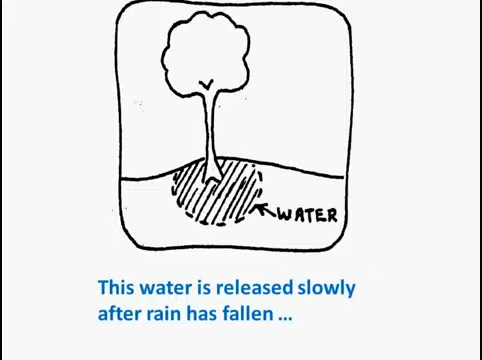 WATER
This water is released slowly
after rain has fallen ...